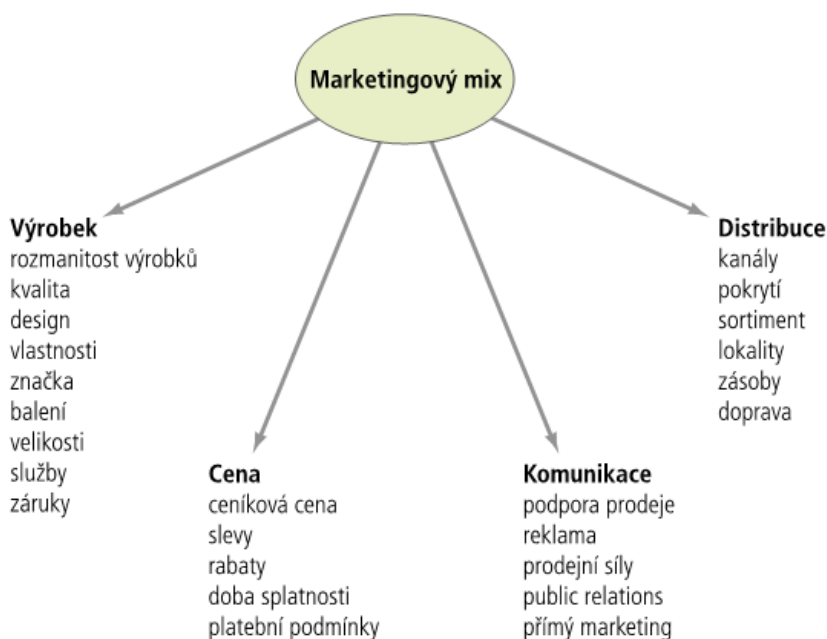 Marketingový mix
Výrobek
rozmanitost výrobků
kvalita
design
vlastnosti
značka
balení
velikosti
služby
záruky
Cena
ceníková cena
slevy
rabaty
doba splatnosti
platební podmínky
Komunikace
podpora prodeje
reklama
prodejní síly
public relations
přímý marketing
Distribuce
kanály
pokrytí
sortiment
lokality
zásoby
doprava